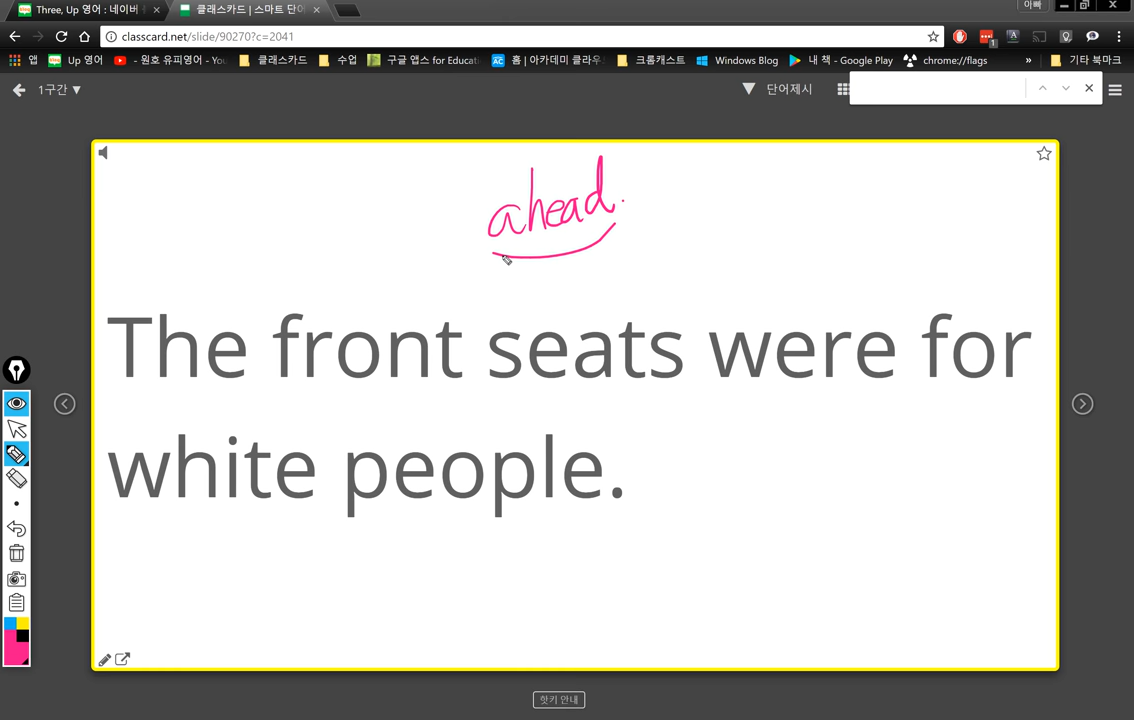 Three, Up 영어 : 네이버
클래스카드 | 스마트 단어
아빠
classcard.net/slide/90270?c=2041
앱
Up 영어
- 원호 유피영어 - You
클래스카드
수업
구글 앱스 for Educati
홈 | 아카데미 클라우
크롬캐스트
Windows Blog
내 책 - Google Play
chrome://flags
»
기타 북마크
1구간 ▼
▼ 단어제시
ahead.
The front seats were for
white people.
핫키 안내